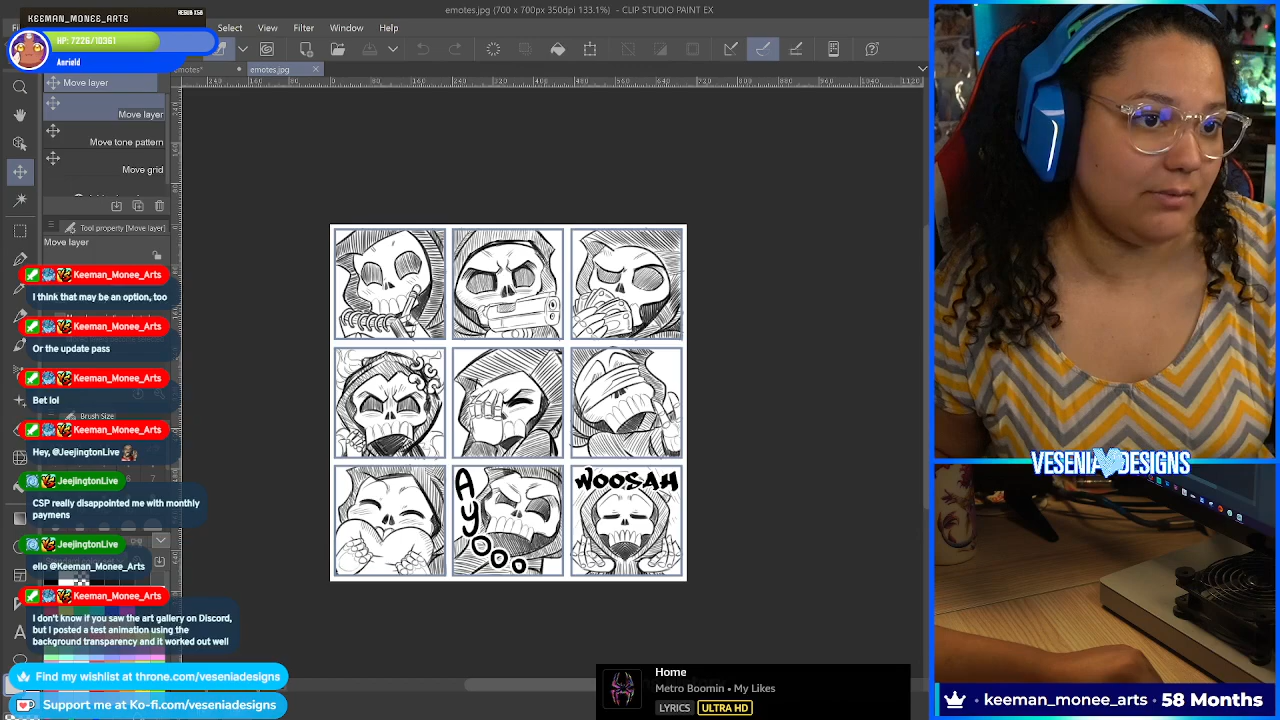 KEEMAN_MONEE_ARTS
RESUB X58
HP: 7226/10361
Anrield
emotes.jpg (700 x 700px 350dpi 133.1%) - CLIP STUDIO PAINT EX
Select
View
Filter
Window
Help
emotes.jpg
Move layer
Move layer
Move tone pattern
Move grid
Tool property [Move layer]
Move layer
Keeman_Monee_Arts
I think that may be an option, too
Keeman_Monee_Arts
Or the update pass
Keeman_Monee_Arts
Bet lol
Brush Size
Keeman_Monee_Arts
Hey, @JeejingtonLive
JeejingtonLive
CSP really disappointed me with monthly
paymens
JeejingtonLive
ello @Keeman_Monee_Arts
Keeman_Monee_Arts
I don't know if you saw the art gallery on Discord,
but I posted a test animation using the
background transparency and it worked out well
Find my wishlist at throne.com/veseniadesigns
Support me at Ko-fi.com/veseniadesigns
AYOOO
WOOSAH
Home
Metro Boomin • My Likes
LYRICS
ULTRA HD
VESENIA DESIGNS
keeman_monee_arts
58 Months